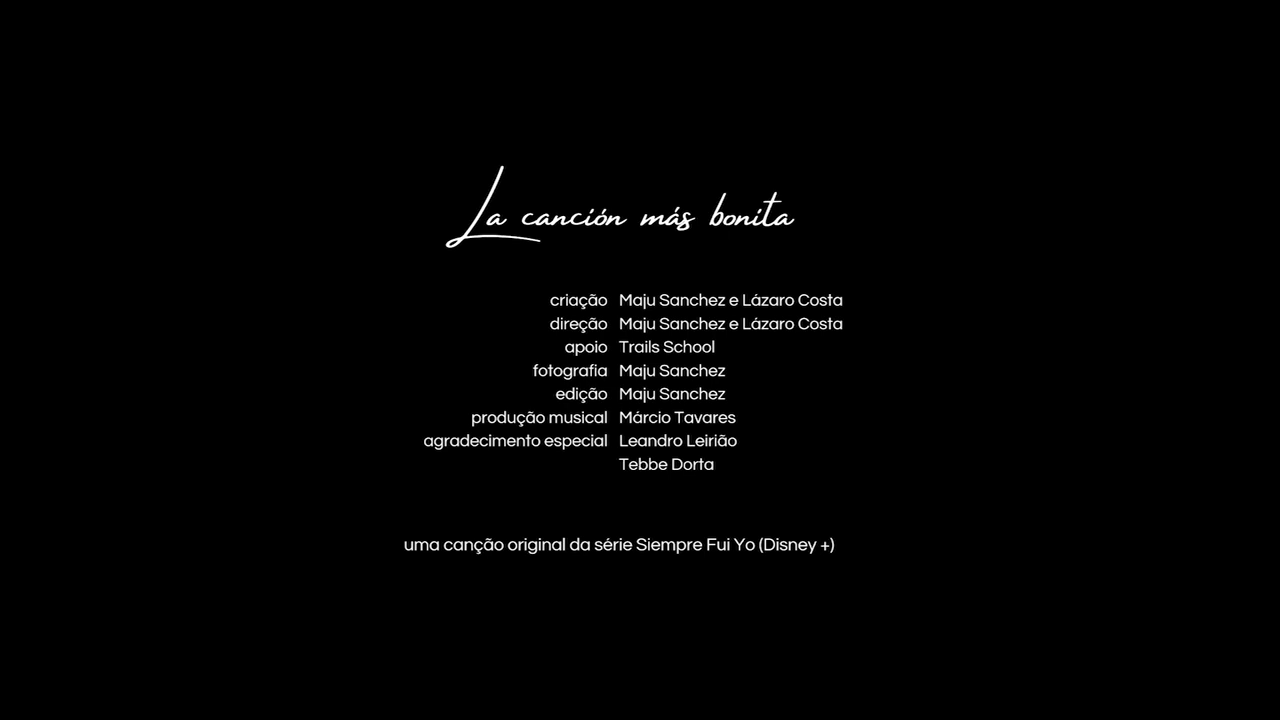 La canción más bonita
criação Maju Sanchez e Lázaro Costa
direção Maju Sanchez e Lázaro Costa
apoio Trails School
fotografia Maju Sanchez
edição Maju Sanchez
produção musical Márcio Tavares
agradecimento especial Leandro Leirião
Tebbe Dorta
uma canção original da série Siempre Fui Yo (Disney +)